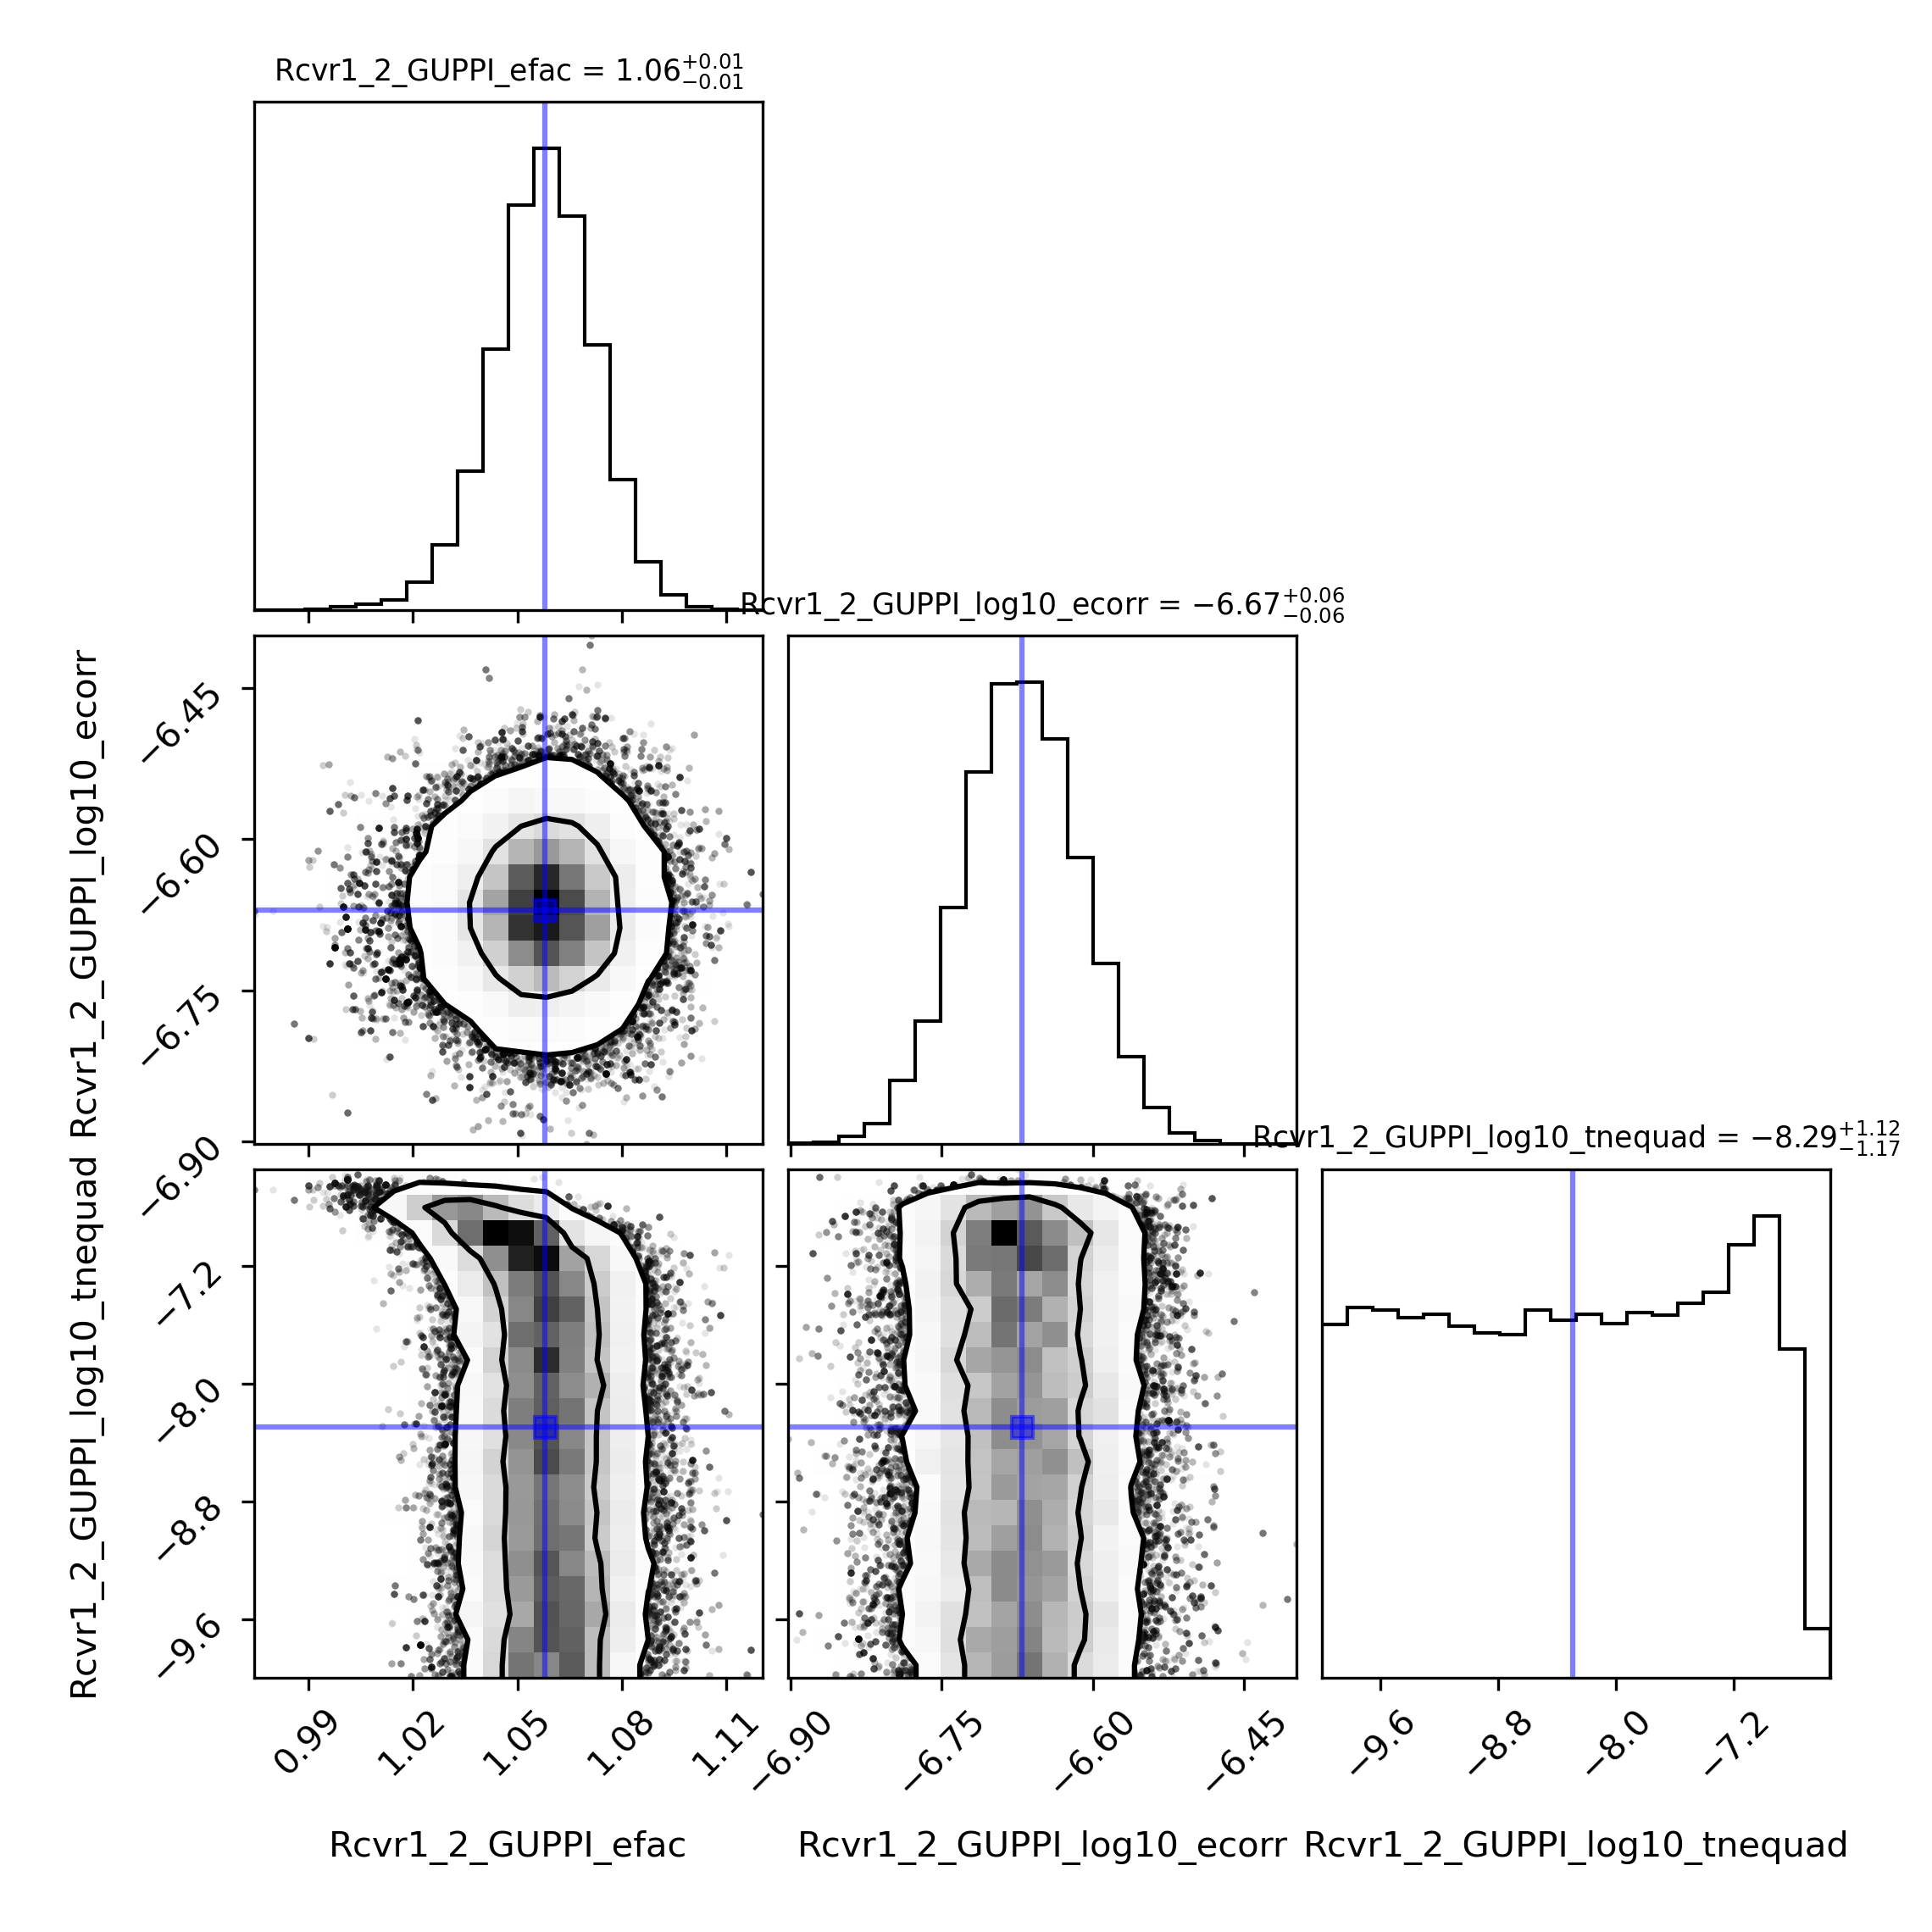 Rcvr1_2_GUPPI_efac = 1.06+0.01−0.01
Rcvr1_2_GUPPI_log10_ecorr = −6.67+0.06−0.06
−6.45
−6.60
−6.75
−6.90
Rcvr1_2_GUPPI_log10_ecorr
Rcvr1_2_GUPPI_log10_tnequad = −8.29+1.12−1.17
−7.2
−8.0
−8.8
−9.6
Rcvr1_2_GUPPI_log10_tnequad
0.99 1.02 1.05 1.08 1.11
−6.90 −6.75 −6.60 −6.45
−9.6 −8.8 −8.0 −7.2
Rcvr1_2_GUPPI_efac
Rcvr1_2_GUPPI_log10_ecorr
Rcvr1_2_GUPPI_log10_tnequad